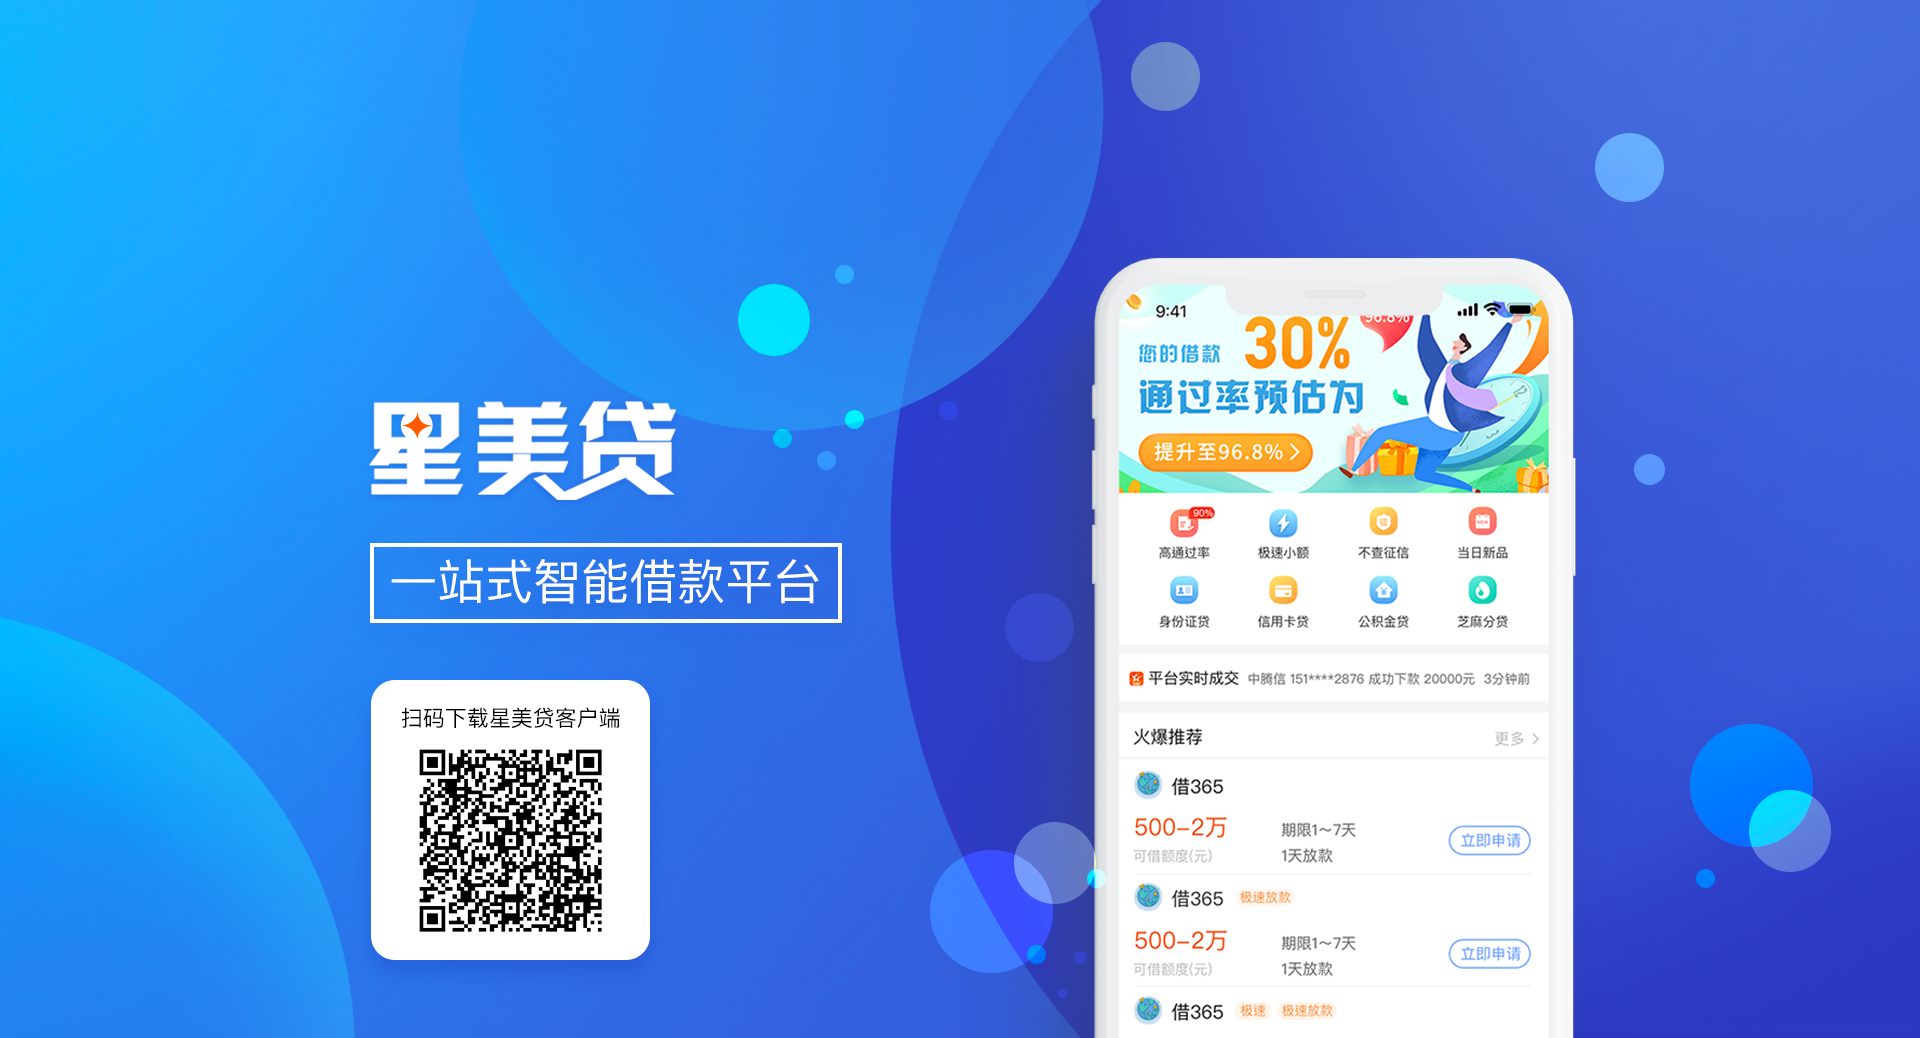 星美贷
一站式智能借款平台
扫码下载星美贷客户端
9:41
96.8%
您的借款 30%
通过率预估为
提升至96.8%
90%
高通过率 极速小额 不查征信 当日新品
身份证贷 信用卡贷 公积金贷 芝麻分贷
平台实时成交 中腾信 151****2876 成功下款 20000元 3分钟前
火爆推荐 更多
借365
500-2万 期限1~7天 立即申请
可借额度(元) 1天放款
借365 极速放款
500-2万 期限1~7天 立即申请
可借额度(元) 1天放款
借365 极速 极速放款